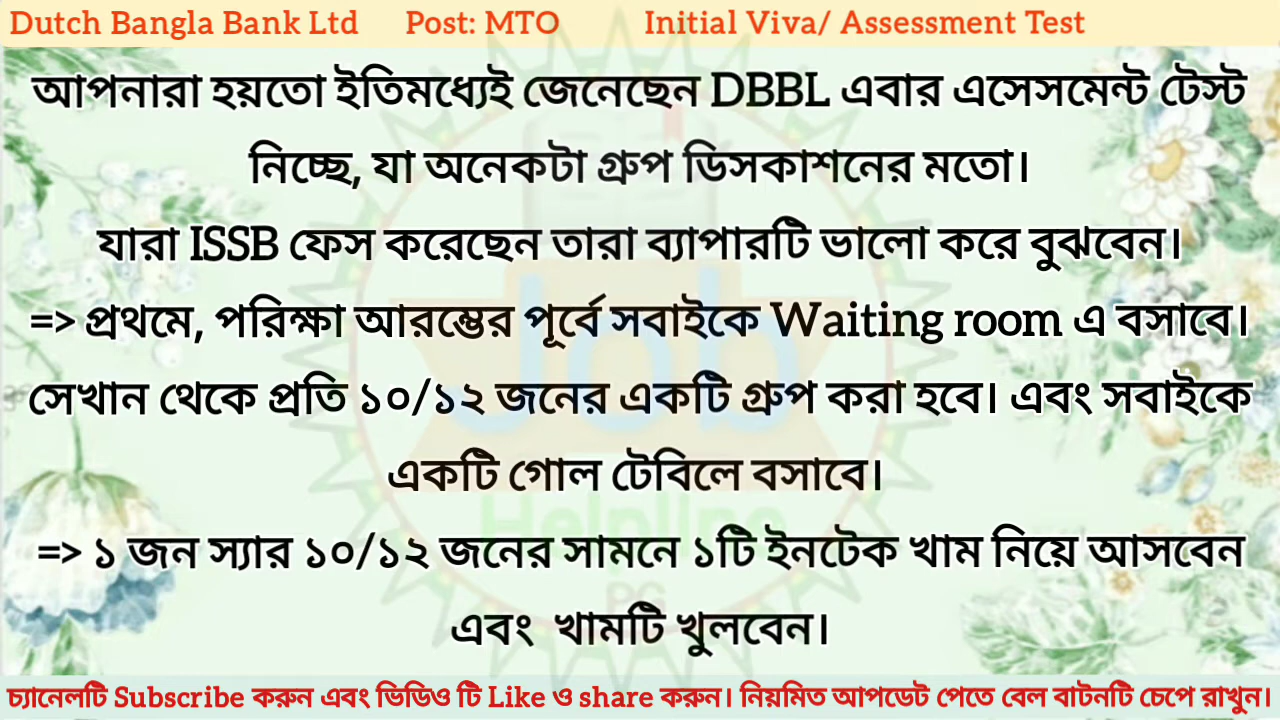 Dutch Bangla Bank Ltd Post: MTO Initial Viva/ Assessment Test
আপনারা হয়তো ইতিমধ্যেই জেনেছেন DBBL এবার এসেসমেন্ট টেস্ট
নিচ্ছে, যা অনেকটা গ্রুপ ডিসকাশনের মতো।
যারা ISSB ফেস করেছেন তারা ব্যাপারটি ভালো করে বুঝবেন।
=> প্রথমে, পরিক্ষা আরম্ভের পূর্বে সবাইকে Waiting room এ বসাবে।
সেখান থেকে প্রতি ১০/১২ জনের একটি গ্রুপ করা হবে। এবং সবাইকে
একটি গোল টেবিলে বসাবে।
=> ১ জন স্যার ১০/১২ জনের সামনে ১টি ইনটেক খাম নিয়ে আসবেন
এবং খামটি খুলবেন।
Job
Helpline
চ্যানেলটি Subscribe করুন এবং ভিডিও টি Like ও share করুন। নিয়মিত আপডেট পেতে বেল বাটনটি চেপে রাখুন।